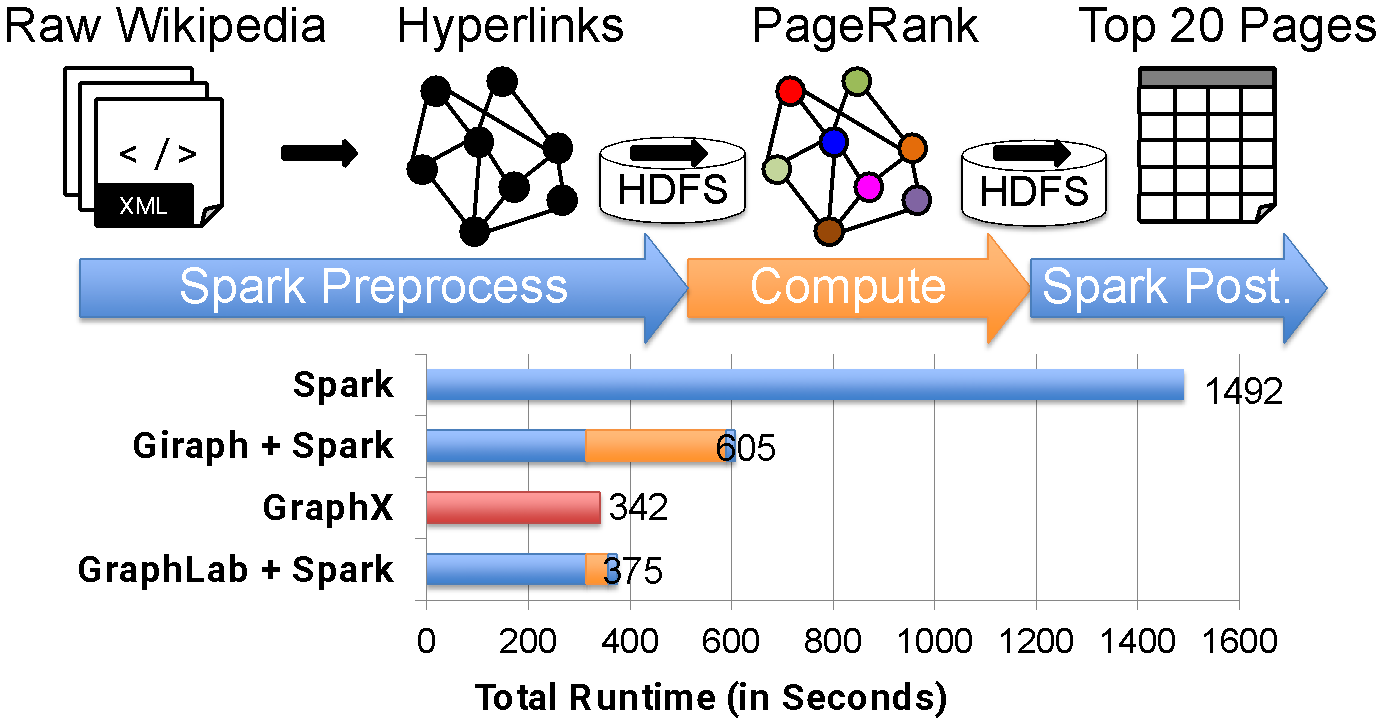 Raw Wikipedia Hyperlinks PageRank Top 20 Pages
< / >
XML
HDFS
HDFS
Spark Preprocess Compute Spark Post.
Spark 1492
Giraph + Spark 605
GraphX 342
GraphLab + Spark 375
0 200 400 600 800 1000 1200 1400 1600
Total Runtime (in Seconds)